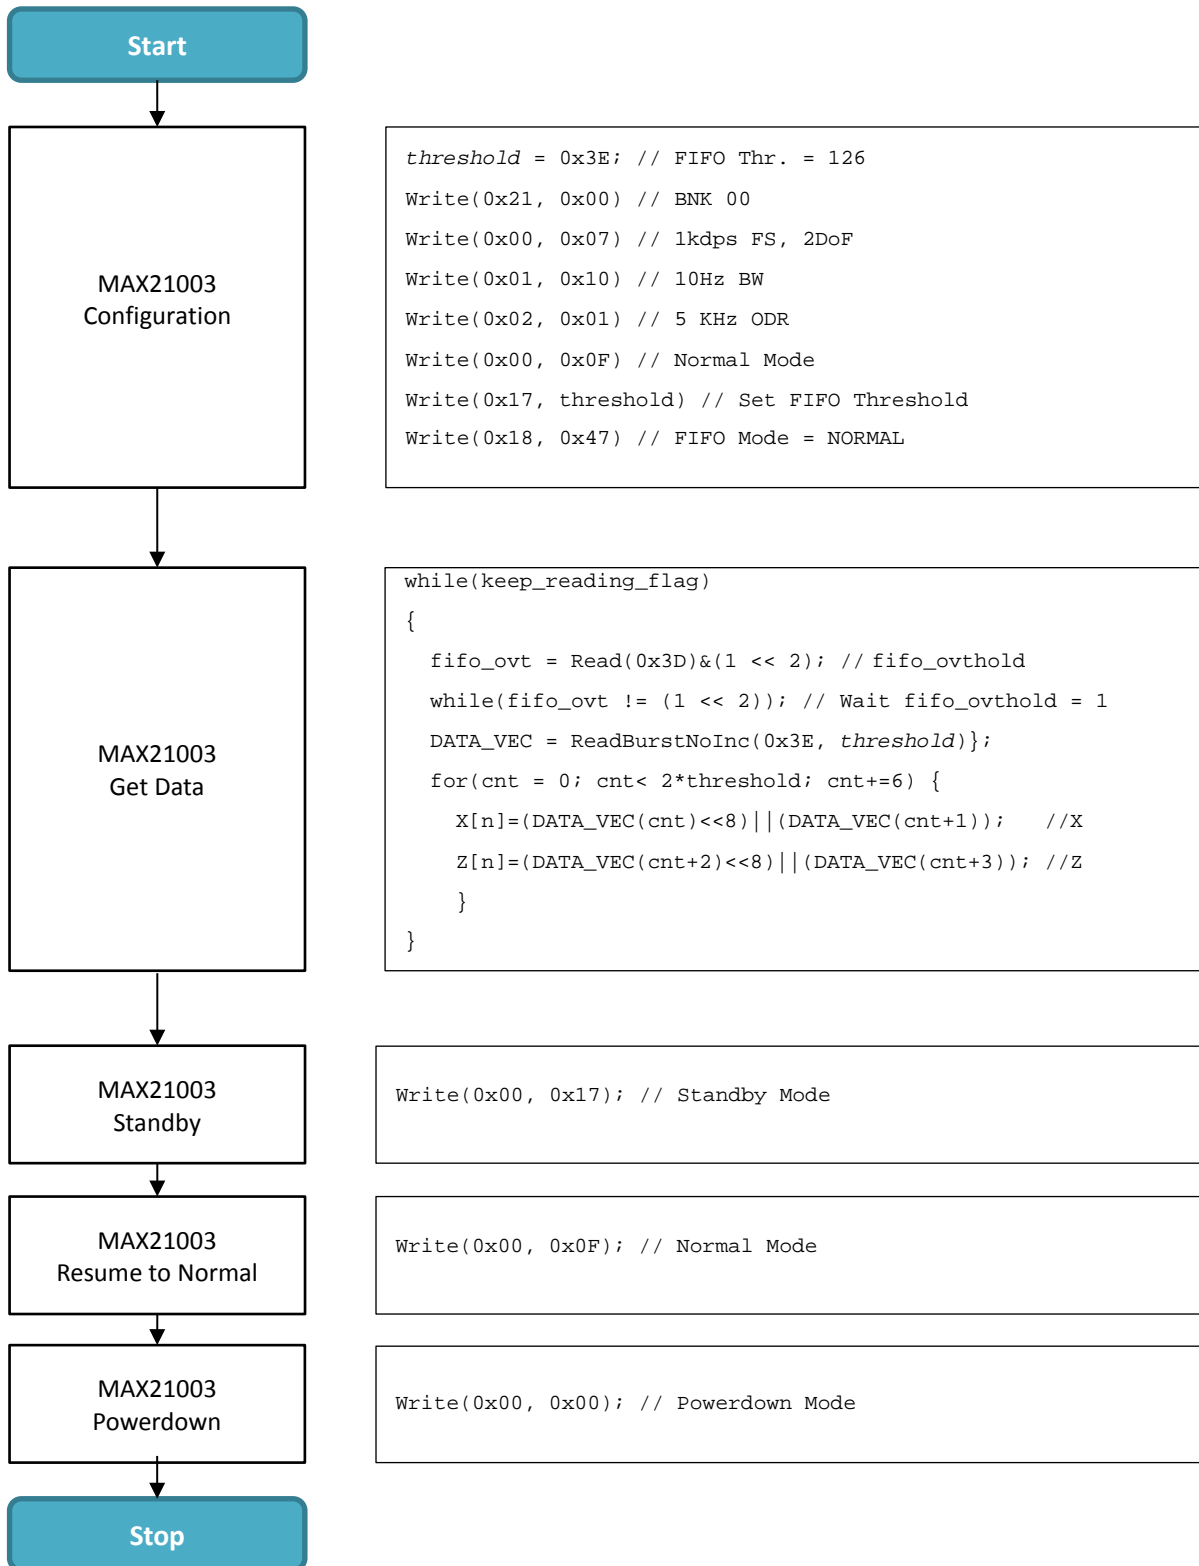 Start
MAX21003
Configuration
threshold = 0x3E; // FIFO Thr. = 126
Write(0x21, 0x00) // BNK 00
Write(0x00, 0x07) // 1kdps FS, 2DoF
Write(0x01, 0x10) // 10Hz BW
Write(0x02, 0x01) // 5 KHz ODR
Write(0x00, 0x0F) // Normal Mode
Write(0x17, threshold) // Set FIFO Threshold
Write(0x18, 0x47) // FIFO Mode = NORMAL
MAX21003
Get Data
while(keep_reading_flag)
{
fifo_ovt = Read(0x3D)&(1 << 2); // fifo_ovthold
while(fifo_ovt != (1 << 2)); // Wait fifo_ovthold = 1
DATA_VEC = ReadBurstNoInc(0x3E, threshold)};
for(cnt = 0; cnt< 2*threshold; cnt+=6) {
X[n]=(DATA_VEC(cnt)<<8)||(DATA_VEC(cnt+1)); //X
Z[n]=(DATA_VEC(cnt+2)<<8)||(DATA_VEC(cnt+3)); //Z
}
}
MAX21003
Standby
Write(0x00, 0x17); // Standby Mode
MAX21003
Resume to Normal
Write(0x00, 0x0F); // Normal Mode
MAX21003
Powerdown
Write(0x00, 0x00); // Powerdown Mode
Stop